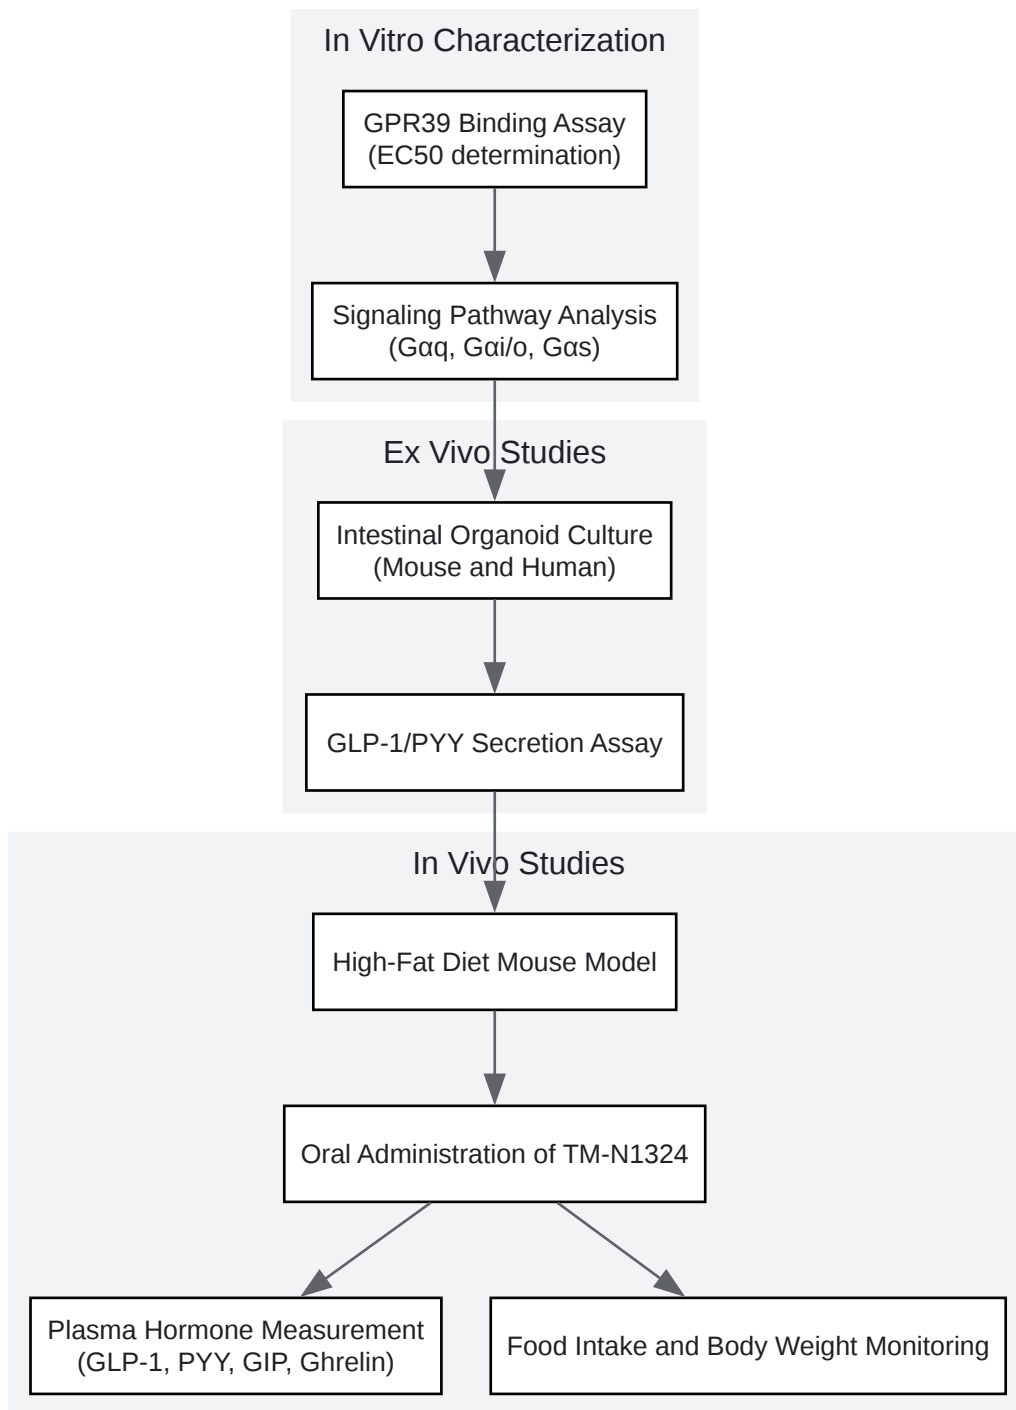 In Vitro Characterization
GPR39 Binding Assay
(EC50 determination)
Signaling Pathway Analysis
(Gαq, Gαi/o, Gαs)
Ex Vivo Studies
Intestinal Organoid Culture
(Mouse and Human)
GLP-1/PYY Secretion Assay
In Vivo Studies
High-Fat Diet Mouse Model
Oral Administration of TM-N1324
Plasma Hormone Measurement
(GLP-1, PYY, GIP, Ghrelin)
Food Intake and Body Weight Monitoring